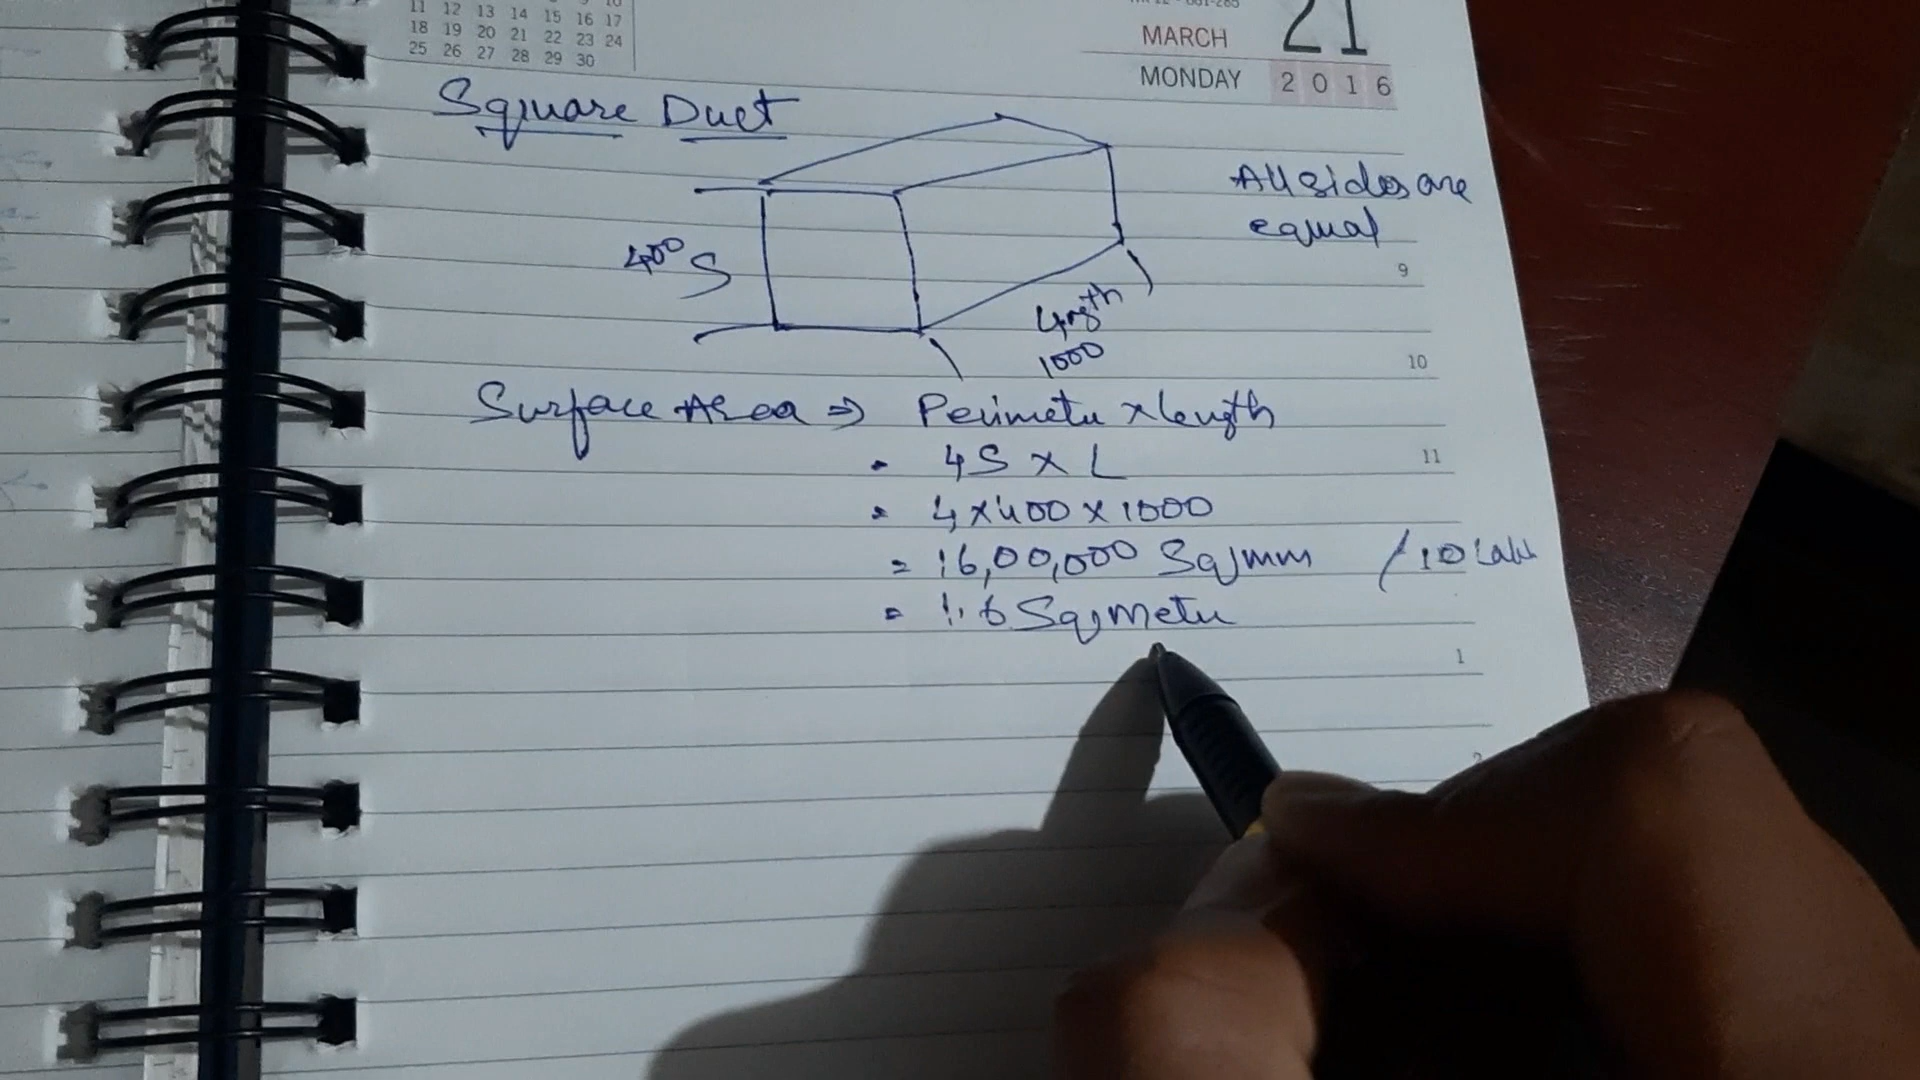 11 12 13 14 15 16 17
18 19 20 21 22 23 24
25 26 27 28 29 30
21
MARCH
MONDAY 2016
Square Duct
All sides are
equal
400 S
Length
1000
9
10
11
1
Surface Area ⇒ Perimeter x length
= 4S x L
= 4 x 400 x 1000
= 16,00,000 Sq mm / 10 Lakh
= 1.6 Sq, Meter